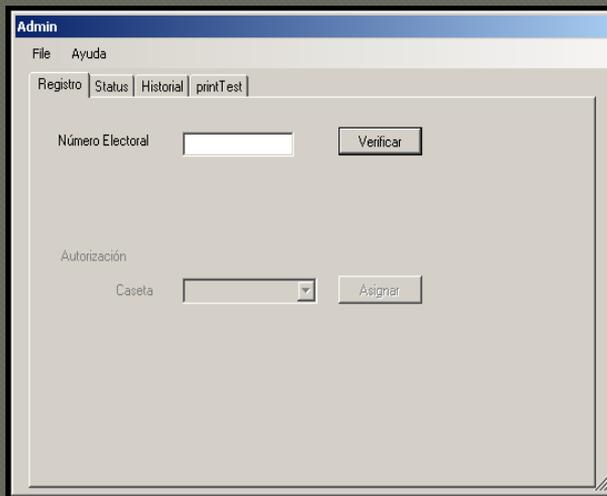 Admin
File Ayuda
Registro Status Historial printTest
Número Electoral Verificar
Autorización
Caseta Asignar